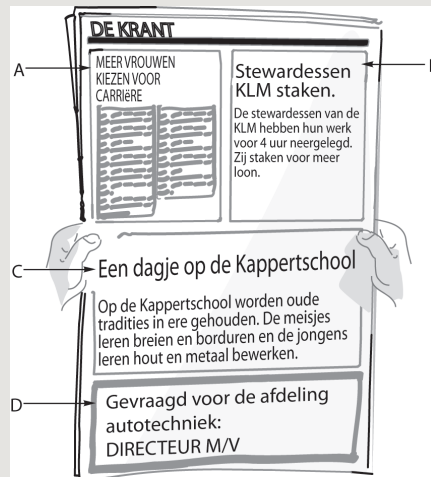 DE KRANT
A
MEER VROUWEN
KIEZEN VOOR
CARRIëRE
Stewardessen
KLM staken.
De stewardessen van de
KLM hebben hun werk
voor 4 uur neergelegd.
Zij staken voor meer
loon.
C
Een dagje op de Kappertschool
Op de Kappertschool worden oude
tradities in ere gehouden. De meisjes
leren breien en borduren en de jongens
leren hout en metaal bewerken.
D
Gevraagd voor de afdeling
autotechniek:
DIRECTEUR M/V